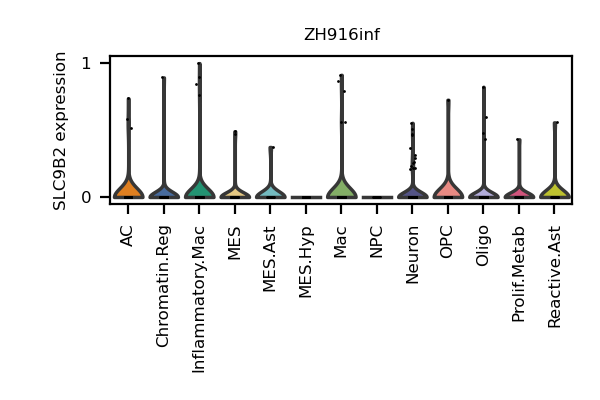 ZH916inf
SLC9B2 expression
1
0
AC
Chromatin.Reg
Inflammatory.Mac
MES
MES.Ast
MES.Hyp
Mac
NPC
Neuron
OPC
Oligo
Prolif.Metab
Reactive.Ast